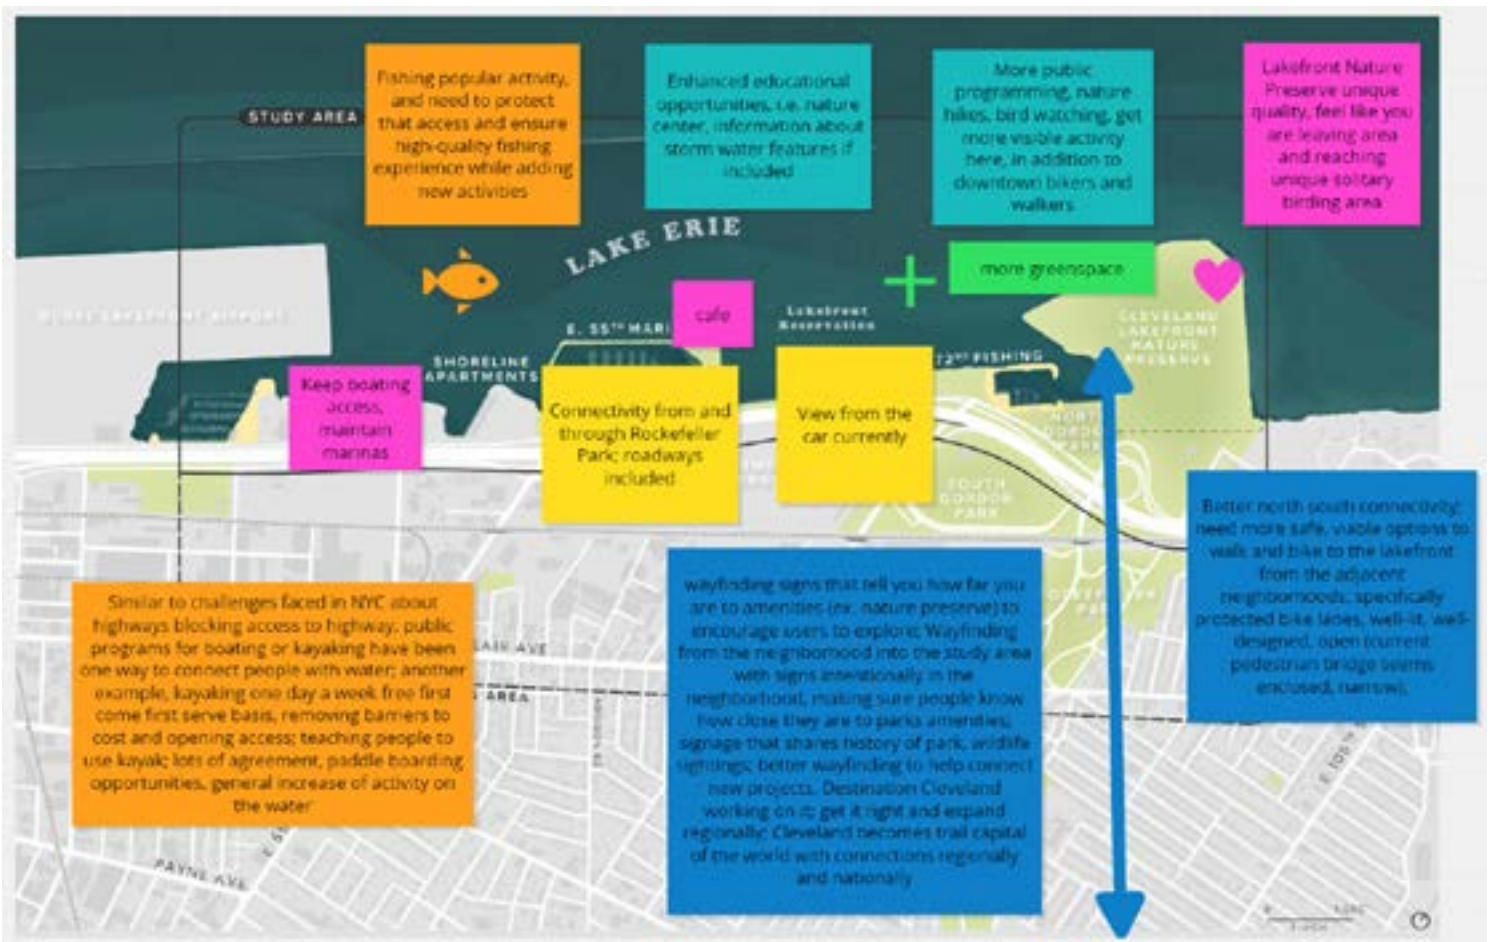 STUDY AREA
Fishing popular activity,
and need to protect
that access and ensure
high-quality fishing
experience while adding
new activities
Enhanced educational
opportunities, i.e. nature
center, information about
storm water features if
included
More public
programming, nature
hikes, bird watching, get
more visible activity
here, in addition to
downtown bikers and
walkers
Lakefront Nature
Preserve unique
quality, feel like you
are leaving area
and reaching
unique solitary
birding area
LAKE ERIE
more greenspace
cafe
E. 55TH MARI
Lakefront
Reservation
LAKEFRONT AIRPORT
SHORELINE
APARTMENTS
72ND FISHING
CLEVELAND
LAKEFRONT
NATURE
PRESERVE
Keep boating
access,
maintain
marinas
Connectivity from and
through Rockefeller
Park; roadways
included
View from the
car currently
SOUTH
GORDON
PARK
Better north south connectivity;
need more safe, viable options to
walk and bike to the lakefront
from the adjacent
neighborhoods; specifically
protected bike lanes, well-lit, well-
designed, open (current
pedestrian bridge seems
enclosed, narrow);
Similar to challenges faced in NYC about
highways blocking access to highway, public
programs for boating or kayaking have been
one way to connect people with water; another
example, kayaking one day a week free first
come first serve basis, removing barriers to
cost and opening access; teaching people to
use kayak; lots of agreement, paddle boarding
opportunities, general increase of activity on
the water
wayfinding signs that tell you how far you
are to amenities (ex. nature preserve) to
encourage users to explore; Wayfinding
from the neighborhood into the study area
with signs intentionally in the
neighborhood, making sure people know
how close they are to parks amenities;
signage that shares history of park, wildlife
sightings; better wayfinding to help connect
new projects, Destination Cleveland
working on it; get it right and expand
regionally; Cleveland becomes trail capital
of the world with connections regionally
and nationally
CLAIR AVE
AREA
E 55
PAYNE AVE
E 105TH S